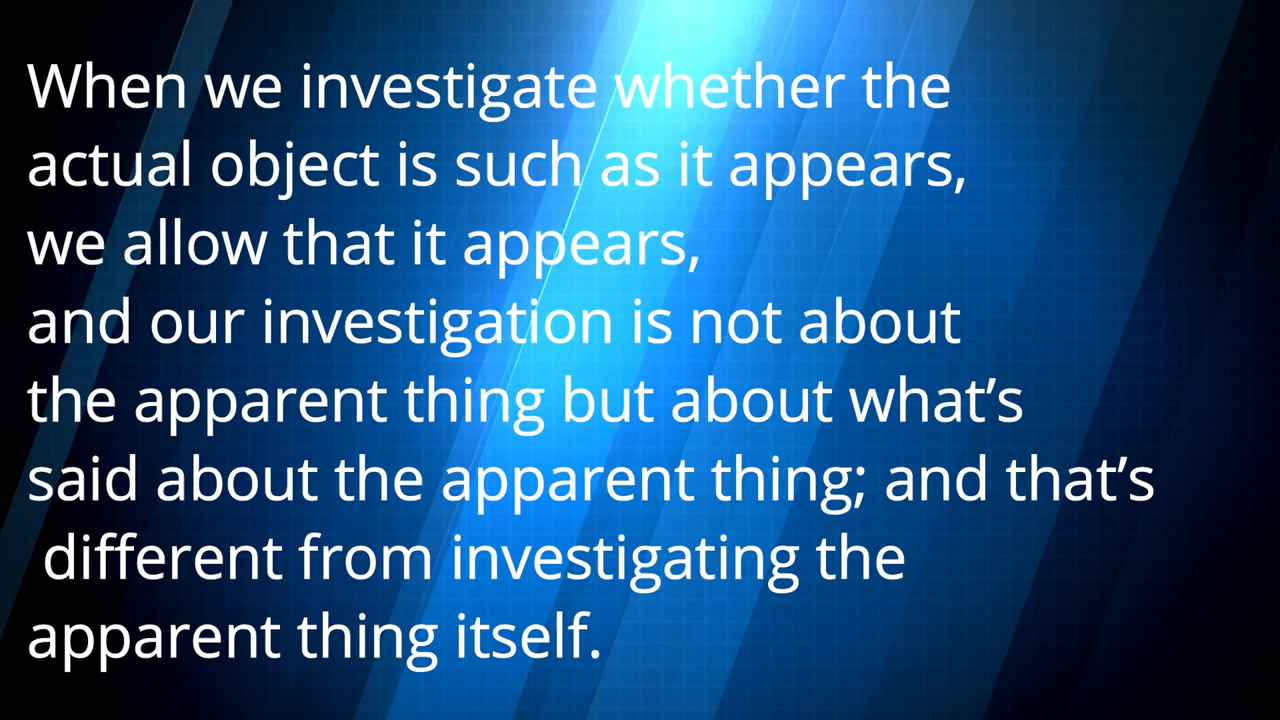 When we investigate whether the
actual object is such as it appears,
we allow that it appears,
and our investigation is not about
the apparent thing but about what’s
said about the apparent thing; and that’s
different from investigating the
apparent thing itself.